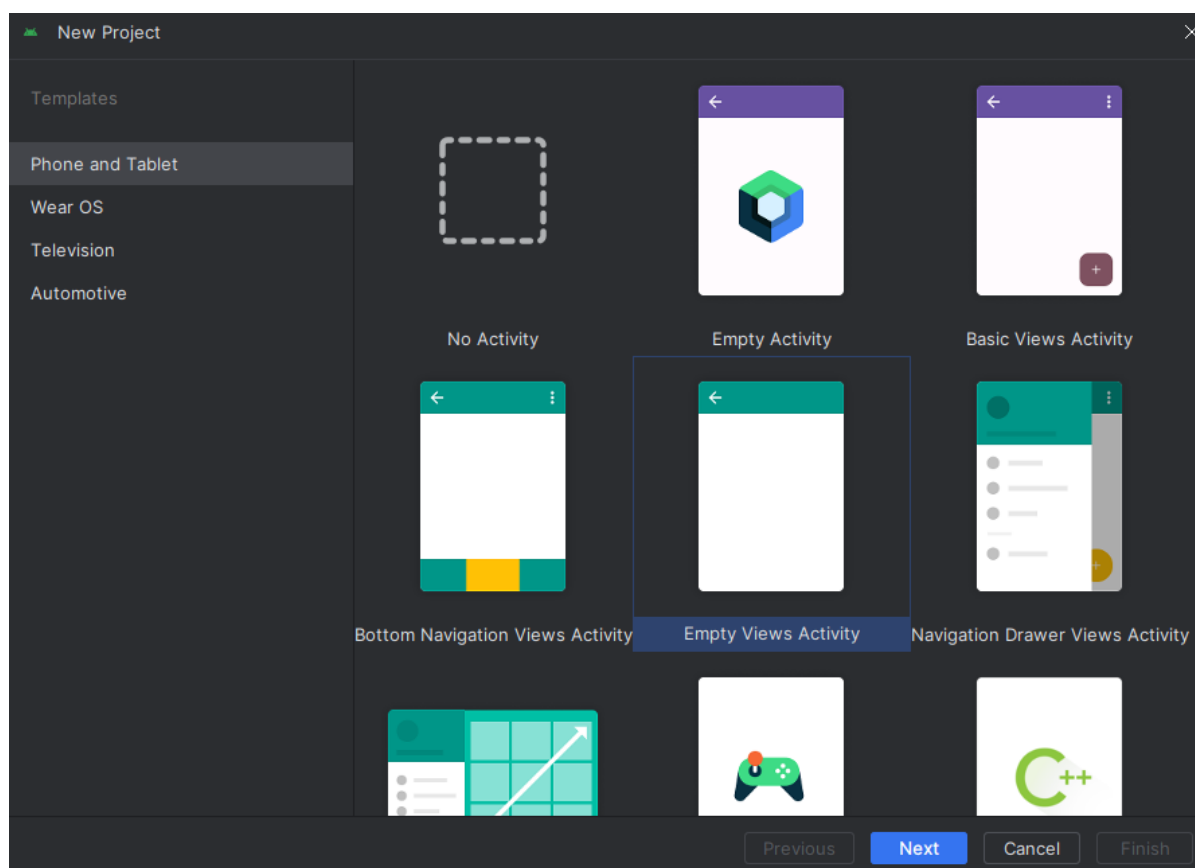 New Project
Templates
Phone and Tablet
Wear OS
Television
Automotive
No Activity
Empty Activity
Basic Views Activity
Bottom Navigation Views Activity
Empty Views Activity
Navigation Drawer Views Activity
C++
Previous
Next
Cancel
Finish